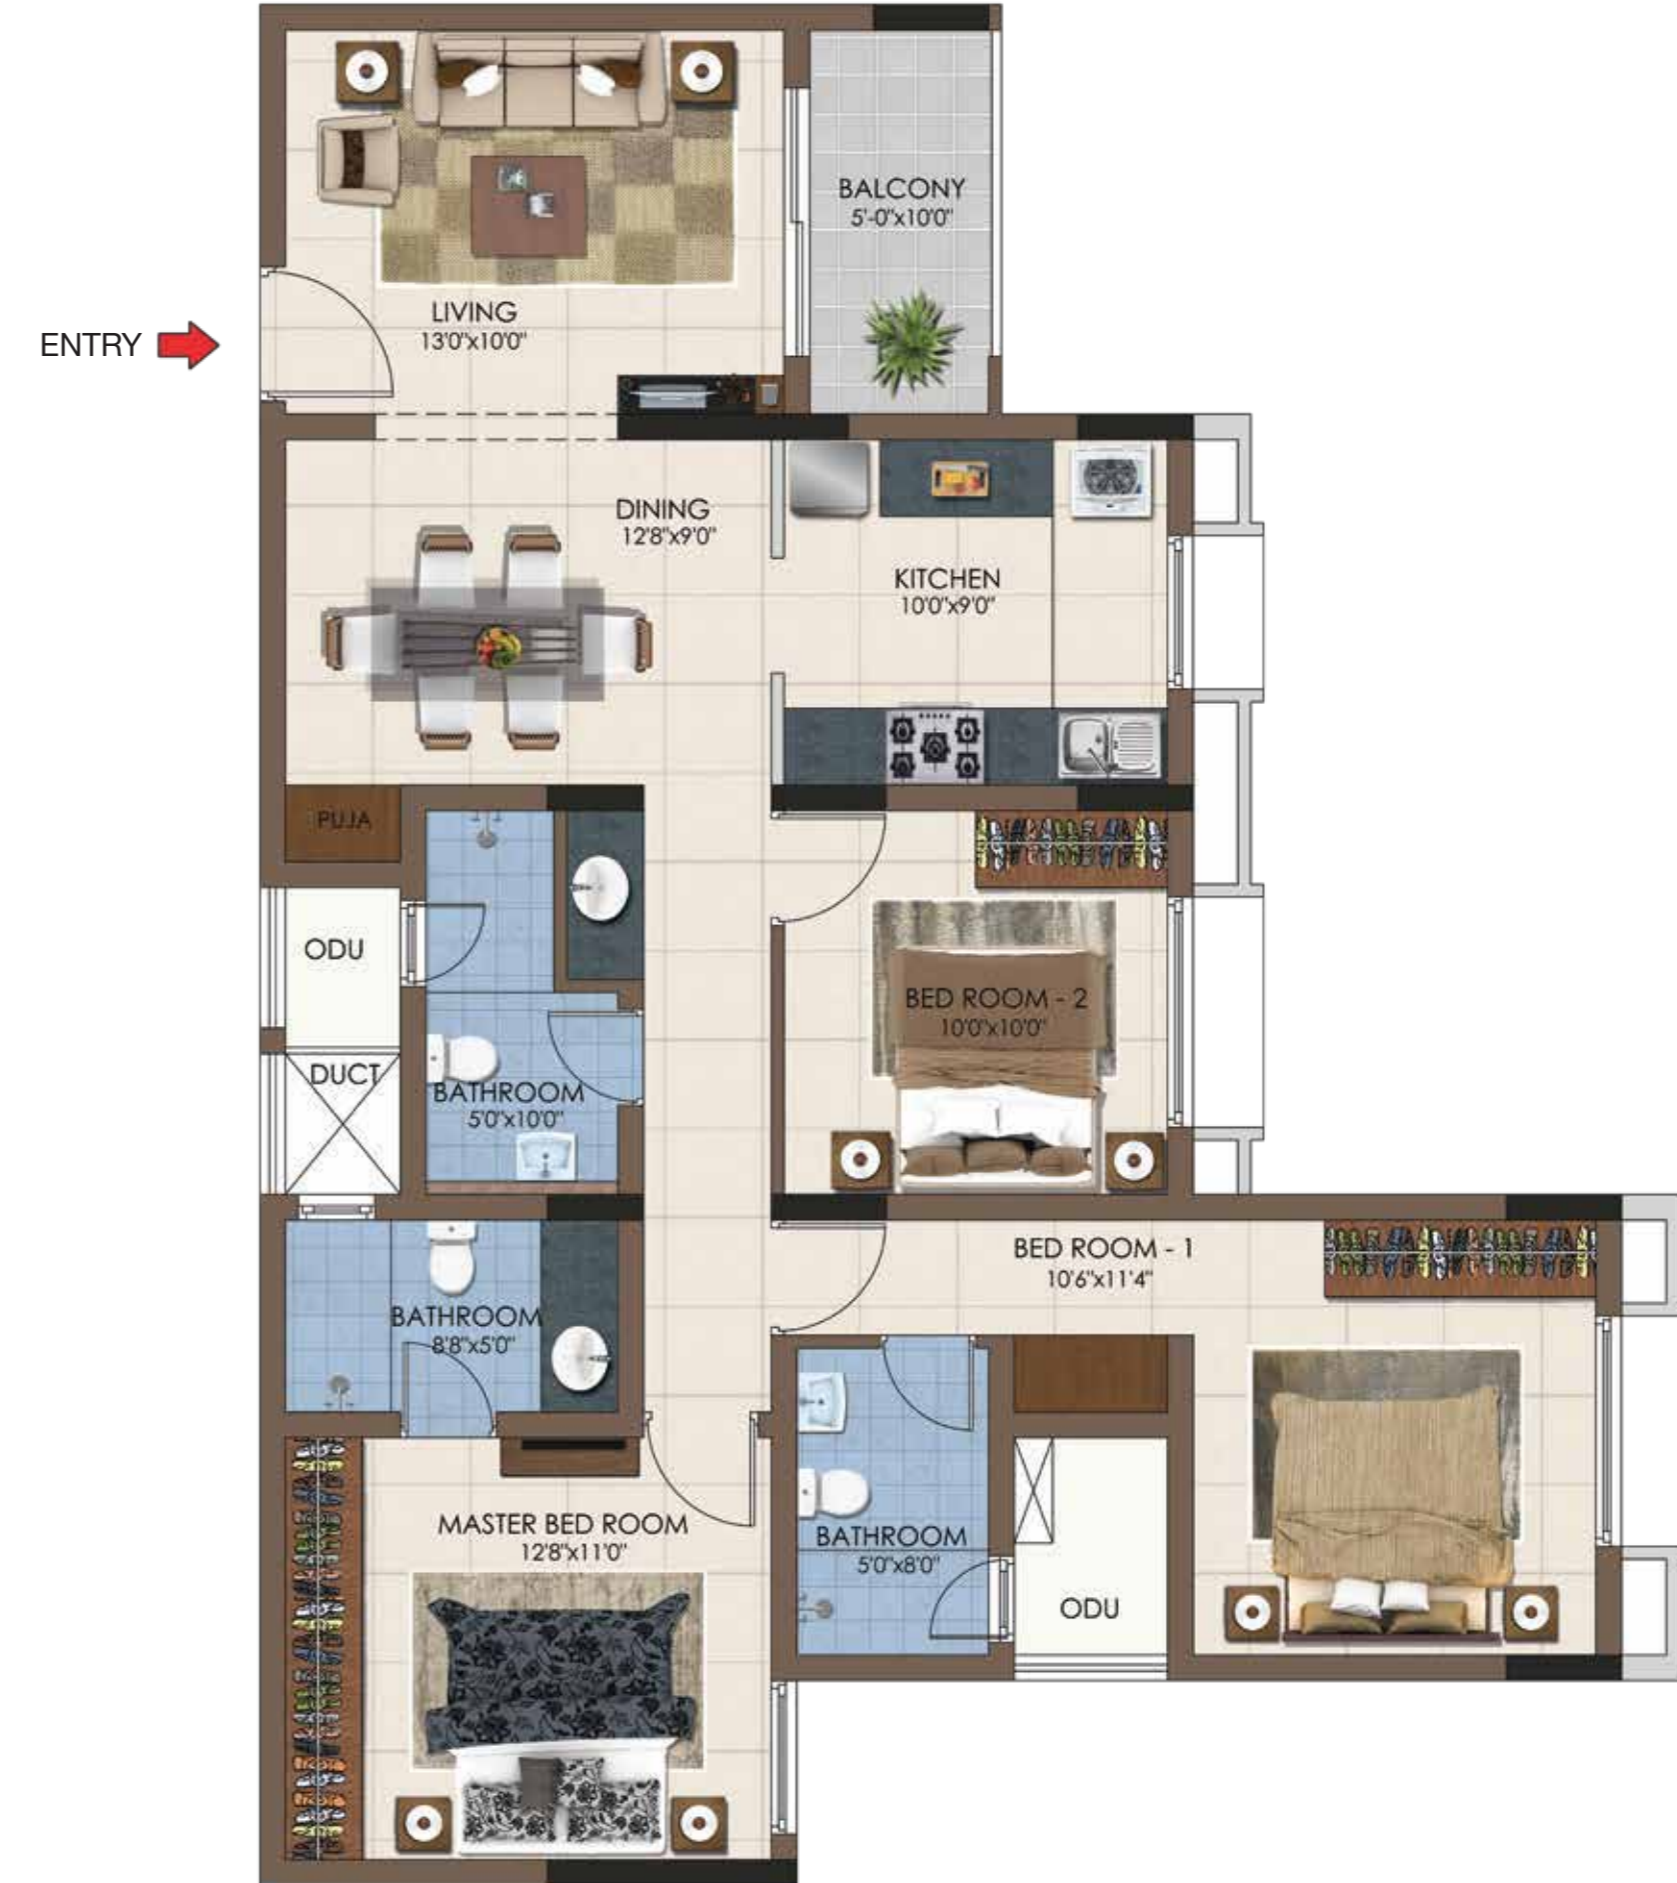 BALCONY
5'-0"x10'0"
LIVING
13'0"x10'0"
ENTRY
DINING
12'8"x9'0"
KITCHEN
10'0"x9'0"
PUJA
ODU
BED ROOM - 2
10'0"x10'0"
DUCT
BATHROOM
5'0"x10'0"
BED ROOM - 1
10'6"x11'4"
BATHROOM
8'8"x5'0"
MASTER BED ROOM
12'8"x11'0"
BATHROOM
5'0"x8'0"
ODU